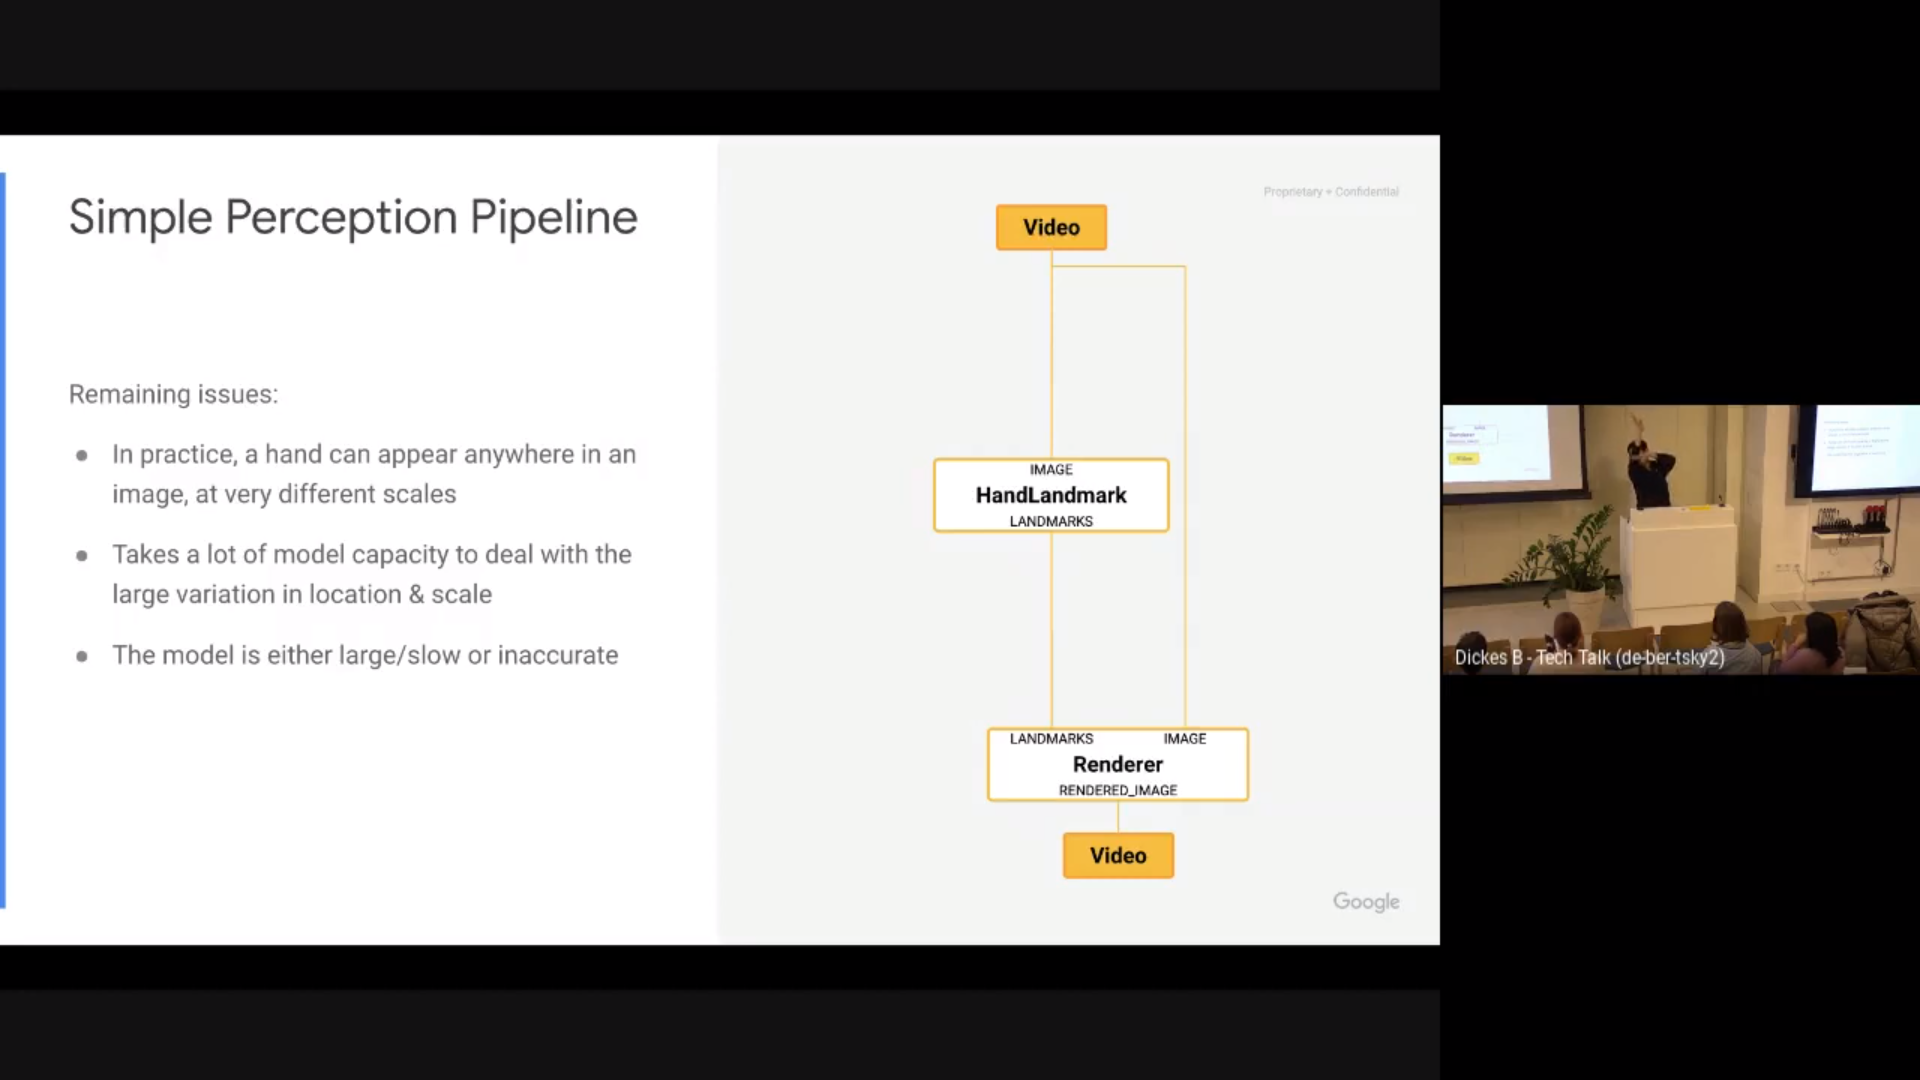 Simple Perception Pipeline
Remaining issues:
● In practice, a hand can appear anywhere in an
image, at very different scales
● Takes a lot of model capacity to deal with the
large variation in location & scale
● The model is either large/slow or inaccurate
Proprietary + Confidential
Video
IMAGE
HandLandmark
LANDMARKS
LANDMARKS IMAGE
Renderer
RENDERED_IMAGE
Video
Google
Renderer
Video
Dickes B - Tech Talk (de-ber-tsky2)